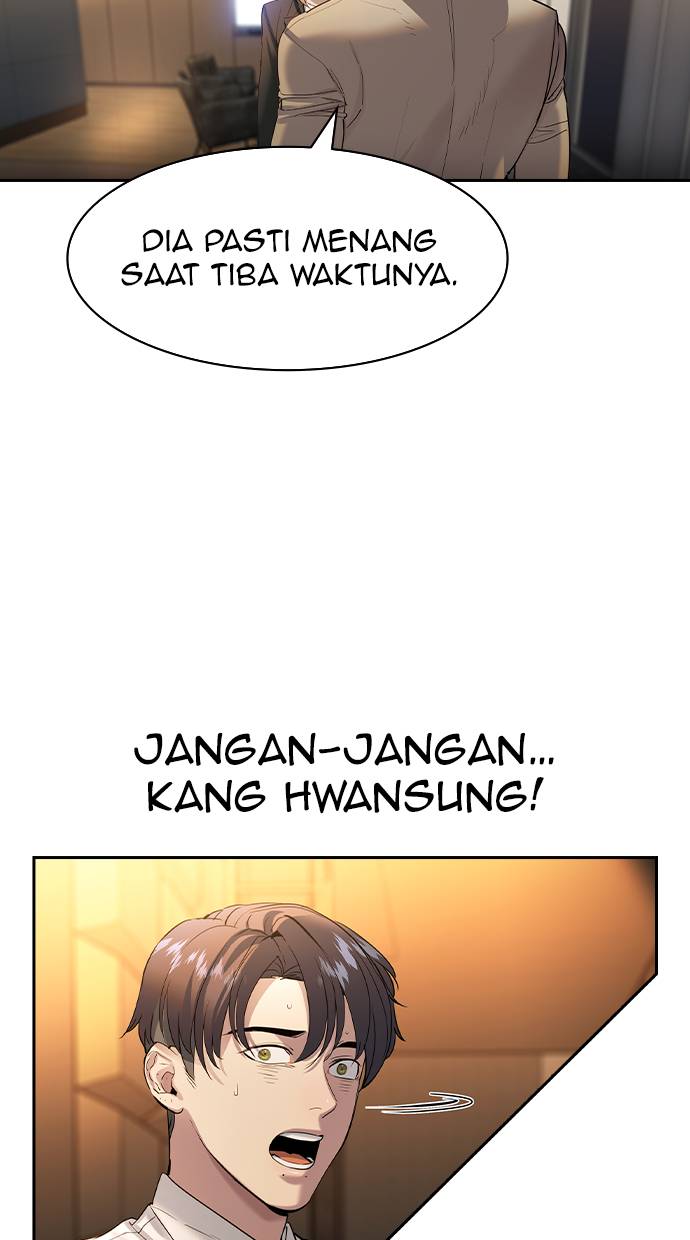 DIA PASTI MENANG
SAAT TIBA WAKTUNYA.
JANGAN-JANGAN...
KANG HWANSUNG!